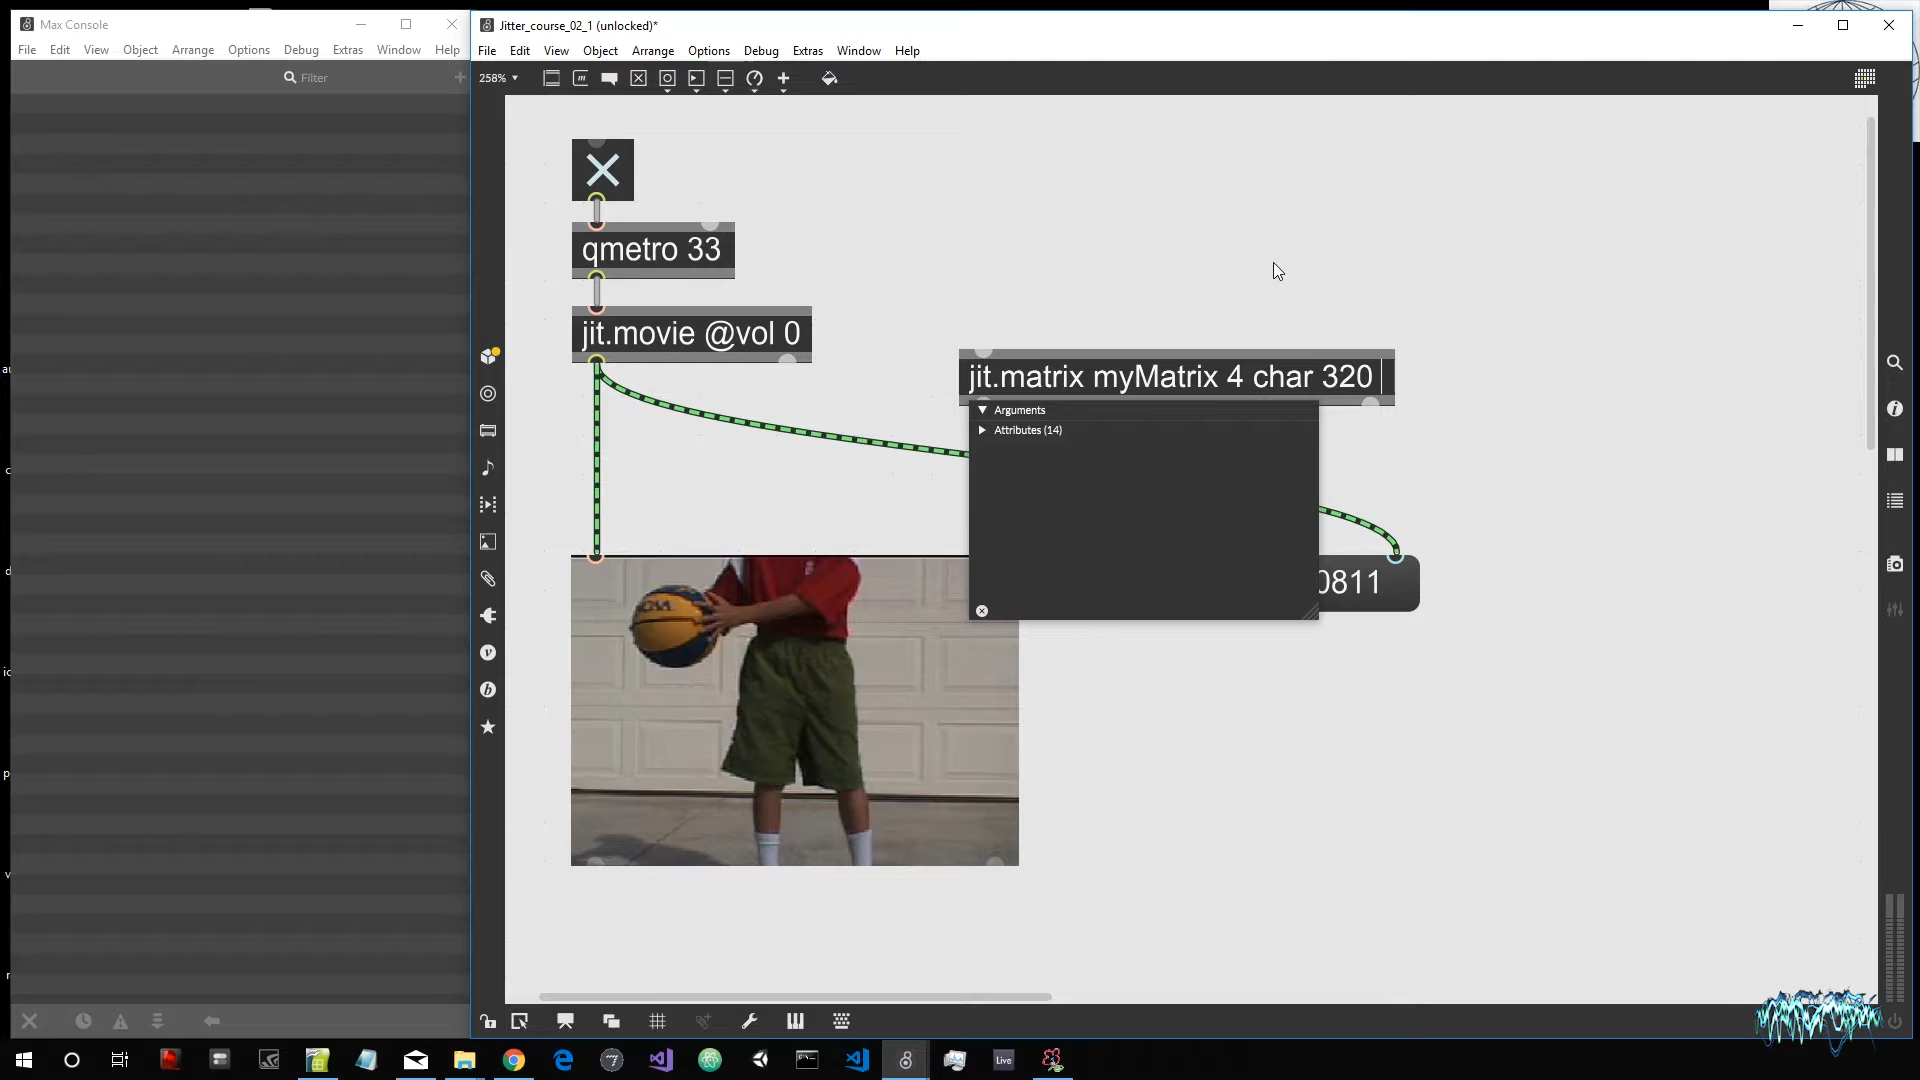 Max Console
File Edit View Object Arrange Options Debug Extras Window Help
Filter
Jitter_course_02_1 (unlocked)*
File Edit View Object Arrange Options Debug Extras Window Help
258%
qmetro 33
jit.movie @vol 0
jit.matrix myMatrix 4 char 320
Arguments
Attributes (14)
0811
Live